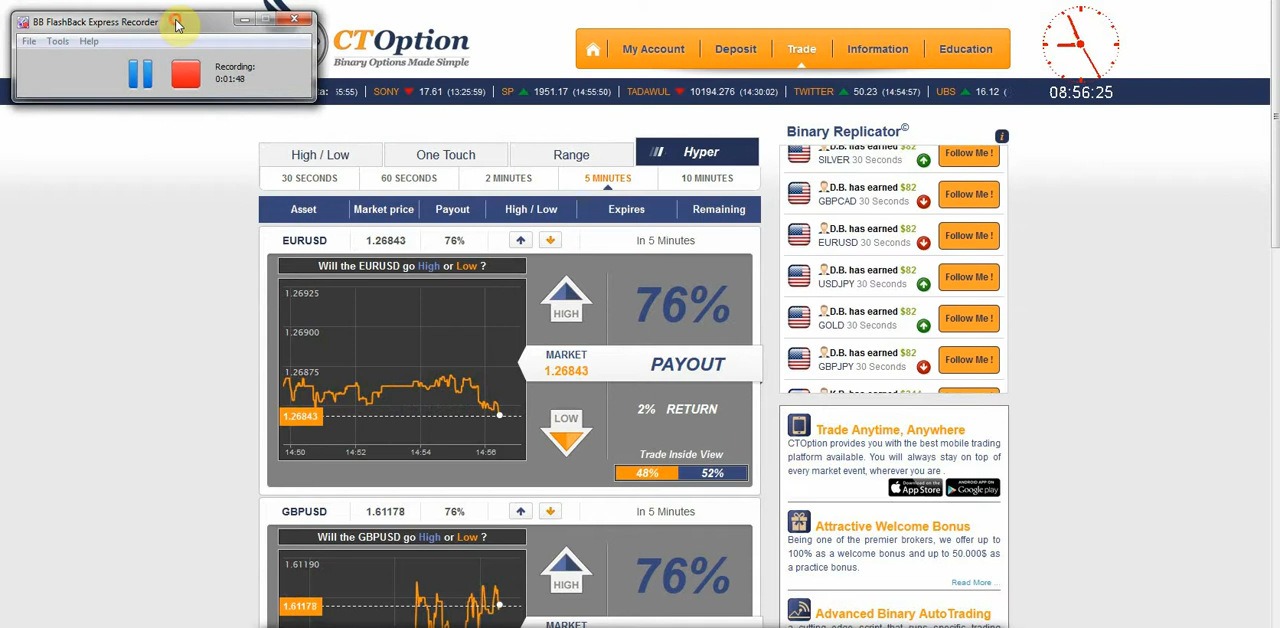 BB FlashBack Express Recorder
File Tools Help
Recording:
0:01:48
CTOption
Binary Options Made Simple
My Account
Deposit
Trade
Information
Education
08:56:25
55:55) SONY 17.61 (13:25:59) SP 1951.17 (14:55:50) TADAWUL 10194.276 (14:30:02) TWITTER 50.23 (14:54:57) UBS 16.12 (
High / Low
One Touch
Range
Hyper
30 SECONDS
60 SECONDS
2 MINUTES
5 MINUTES
10 MINUTES
Asset
Market price
Payout
High / Low
Expires
Remaining
EURUSD 1.26843 76% In 5 Minutes
Will the EURUSD go High or Low ?
1.26925
1.26900
1.26875
1.26843
14:50 14:52 14:54 14:56
HIGH
MARKET
1.26843
LOW
76%
PAYOUT
2% RETURN
Trade Inside View
48% 52%
GBPUSD 1.61178 76% In 5 Minutes
Will the GBPUSD go High or Low ?
1.61190
1.61178
HIGH
MARKET
76%
Binary Replicator©
D.B. has earned $82
SILVER 30 Seconds
Follow Me !
D.B. has earned $82
GBPCAD 30 Seconds
Follow Me !
D.B. has earned $82
EURUSD 30 Seconds
Follow Me !
D.B. has earned $82
USDJPY 30 Seconds
Follow Me !
D.B. has earned $82
GOLD 30 Seconds
Follow Me !
D.B. has earned $82
GBPJPY 30 Seconds
Follow Me !
Trade Anytime, Anywhere
CTOption provides you with the best mobile trading
platform available. You will always stay on top of
every market event, wherever you are .
Download on the App Store
ANDROID APP ON Google play
Attractive Welcome Bonus
Being one of the premier brokers, we offer up to
100% as a welcome bonus and up to 50.000$ as
a practice bonus.
Read More ...
Advanced Binary AutoTrading